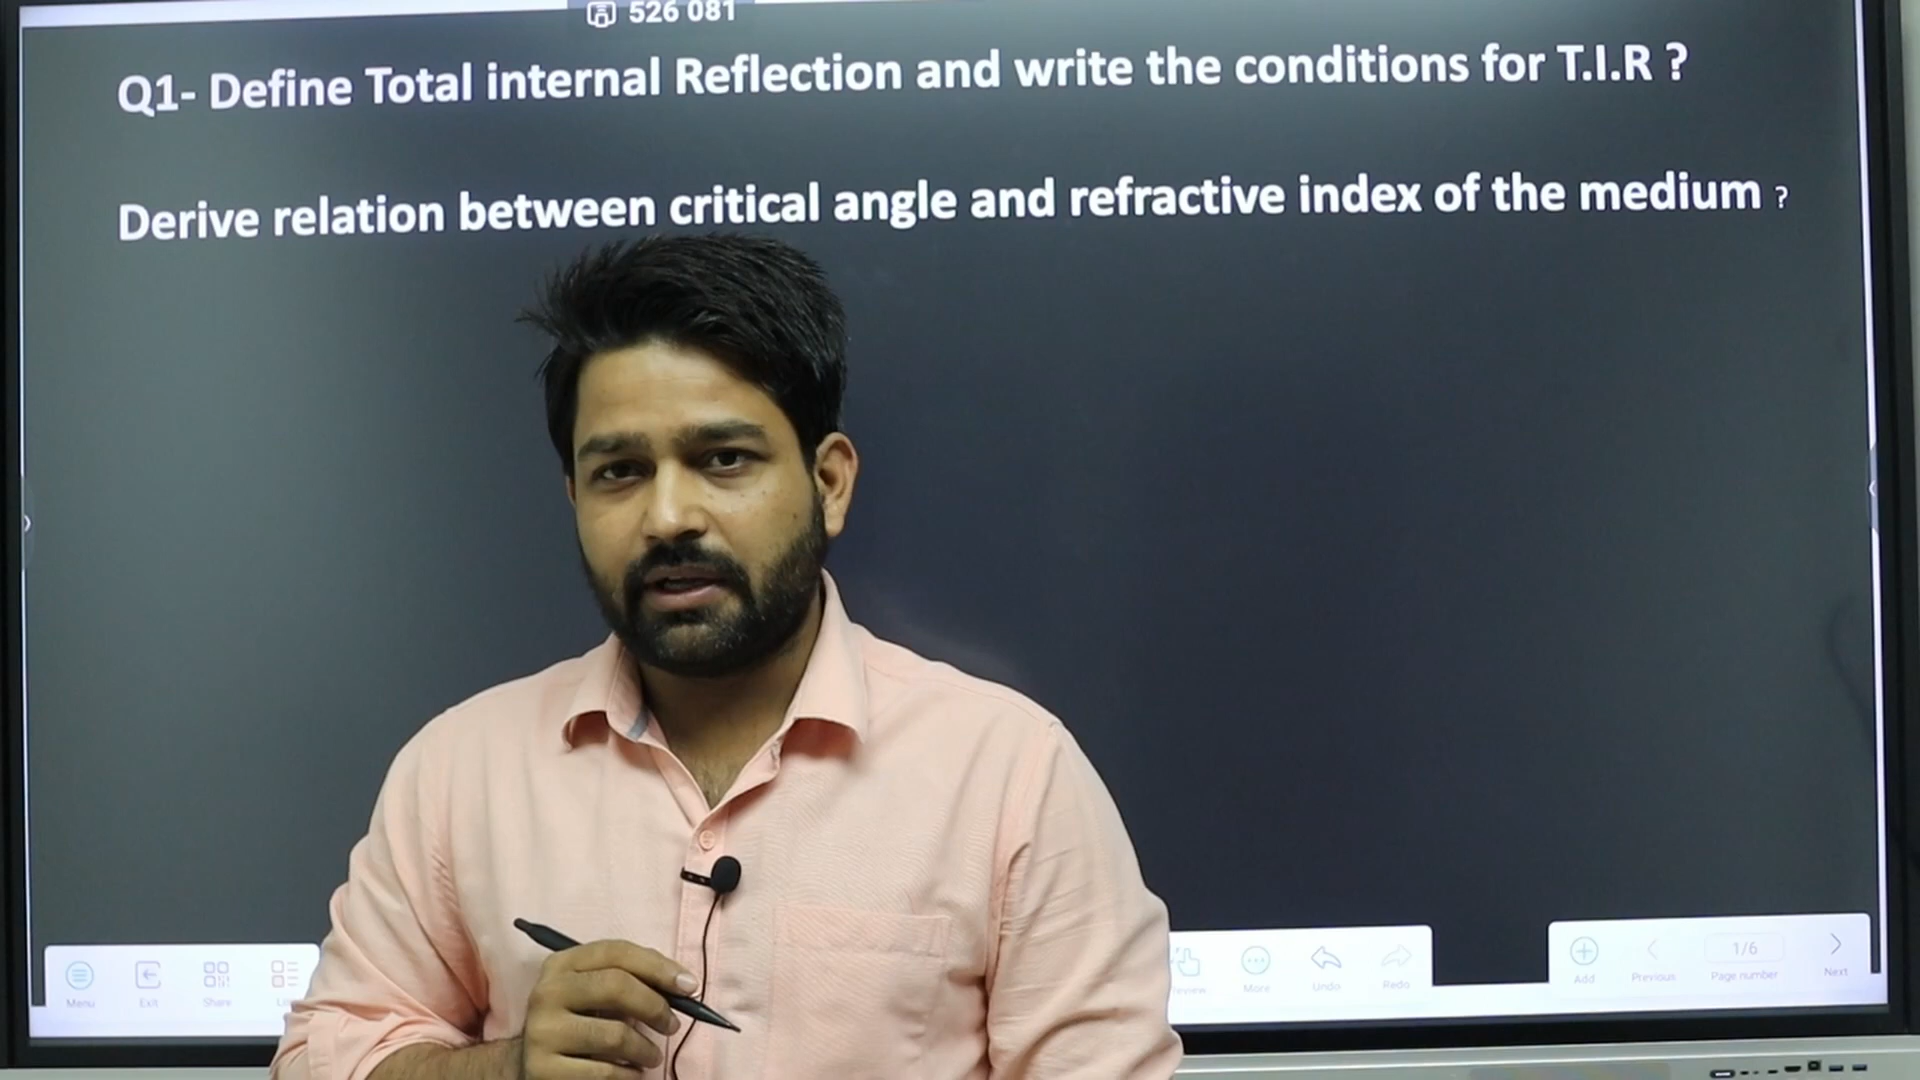 526 081
Q1- Define Total internal Reflection and write the conditions for T.I.R ?
Derive relation between critical angle and refractive index of the medium ?
Menu
Exit
Share
More
Undo
Redo
Add
Previous
1/6
Page number
Next